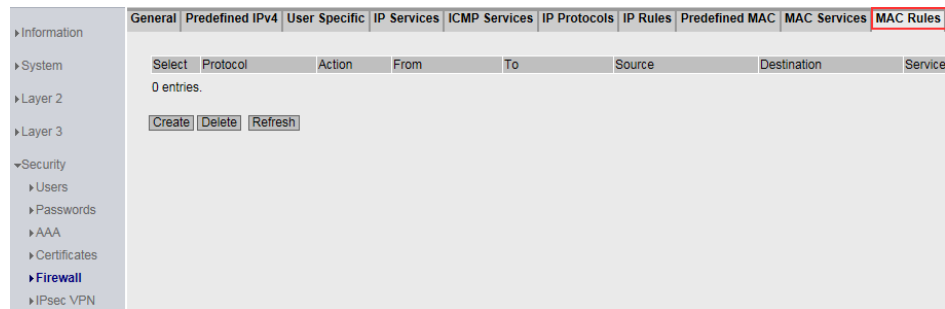 General Predefined IPv4 User Specific IP Services ICMP Services IP Protocols IP Rules Predefined MAC MAC Services MAC Rules
Information
System
Layer 2
Layer 3
Security
Users
Passwords
AAA
Certificates
Firewall
IPsec VPN
Select Protocol Action From To Source Destination Service
0 entries.
Create Delete Refresh